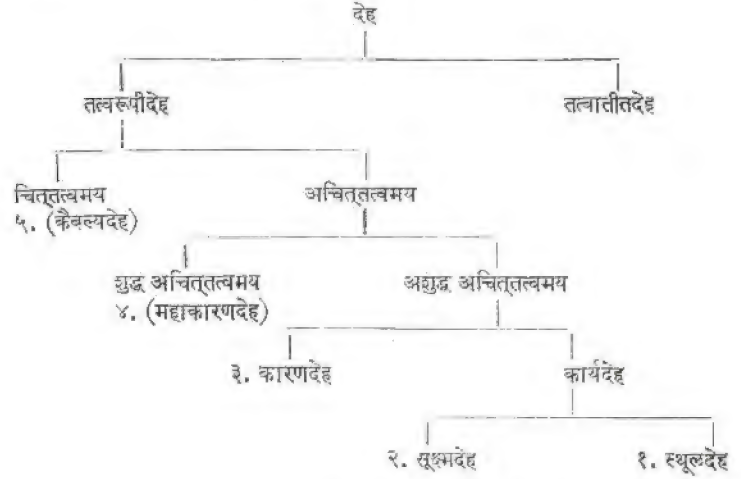 देह
तत्वरूपीदेह तत्वातीतदेह
चित्‌तत्वमय अचित्‌तत्वमय
५. (कैवल्यदेह)
शुद्ध अचित्‌तत्वमय अशुद्ध अचित्‌तत्वमय
४. (महाकारणदेह)
३. कारणदेह कार्यदेह
२. सूक्ष्मदेह १. स्थूलदेह